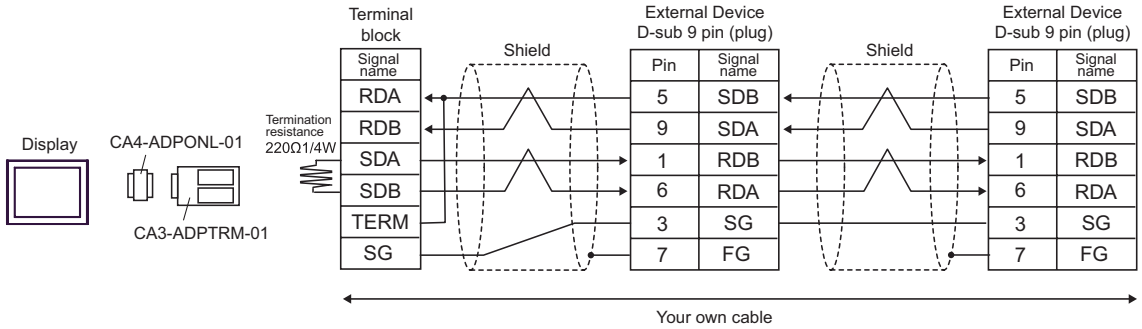 Display
CA4-ADPONL-01
CA3-ADPTRM-01
Termination
resistance
220Ω1/4W
Terminal
block
Signal
name
RDA
RDB
SDA
SDB
TERM
SG
Shield
External Device
D-sub 9 pin (plug)
Pin Signal
name
5 SDB
9 SDA
1 RDB
6 RDA
3 SG
7 FG
Shield
External Device
D-sub 9 pin (plug)
Pin Signal
name
5 SDB
9 SDA
1 RDB
6 RDA
3 SG
7 FG
Your own cable